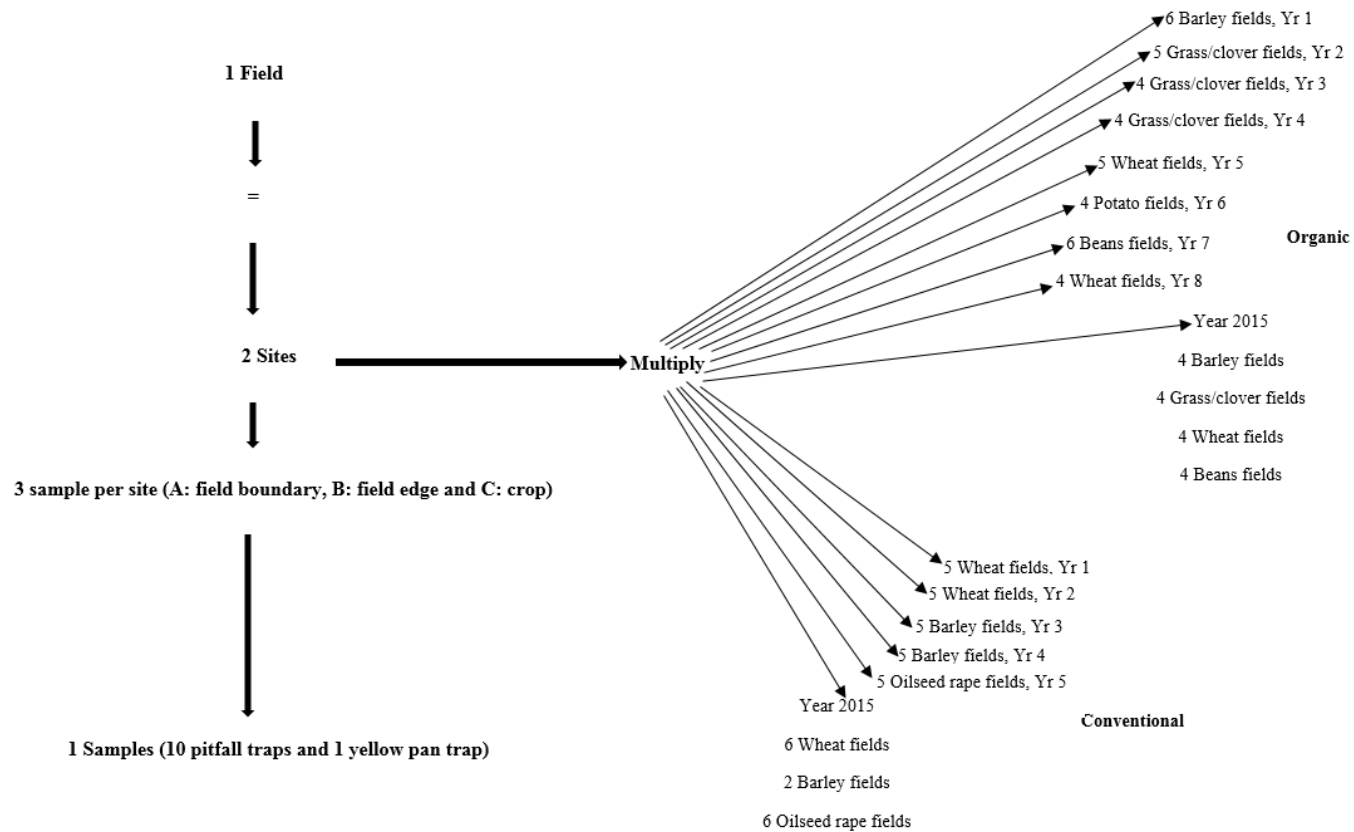 1 Field
=
2 Sites
3 sample per site (A: field boundary, B: field edge and C: crop)
1 Samples (10 pitfall traps and 1 yellow pan trap)
Multiply
6 Barley fields, Yr 1
5 Grass/clover fields, Yr 2
4 Grass/clover fields, Yr 3
4 Grass/clover fields, Yr 4
5 Wheat fields, Yr 5
4 Potato fields, Yr 6
6 Beans fields, Yr 7
4 Wheat fields, Yr 8
Organic
Year 2015
4 Barley fields
4 Grass/clover fields
4 Wheat fields
4 Beans fields
5 Wheat fields, Yr 1
5 Wheat fields, Yr 2
5 Barley fields, Yr 3
5 Barley fields, Yr 4
5 Oilseed rape fields, Yr 5
Year 2015
Conventional
6 Wheat fields
2 Barley fields
6 Oilseed rape fields